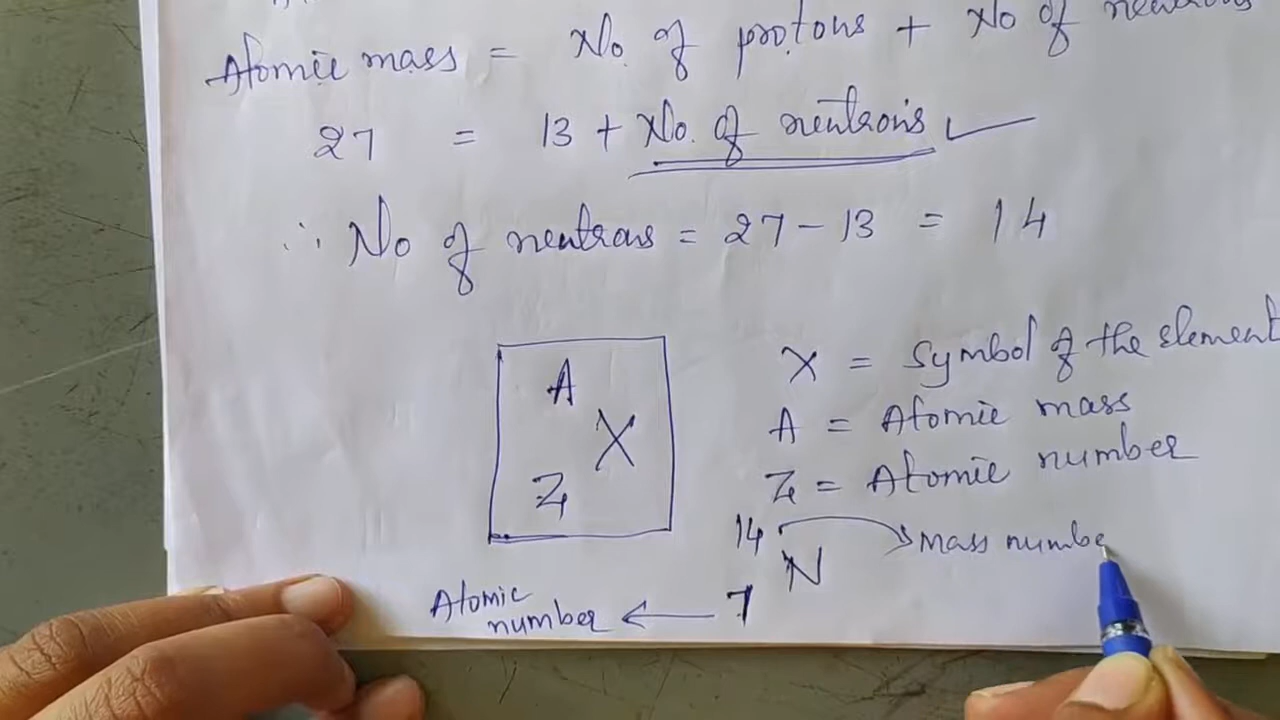 Atomic mass = No. of protons + No of neutrons
27 = 13 + No. of neutrons
∴ No of neutrons = 27 - 13 = 14
A
X
Z
X = Symbol of the element
A = Atomic mass
Z = Atomic number
14
N
7
Mass numbe
Atomic
number